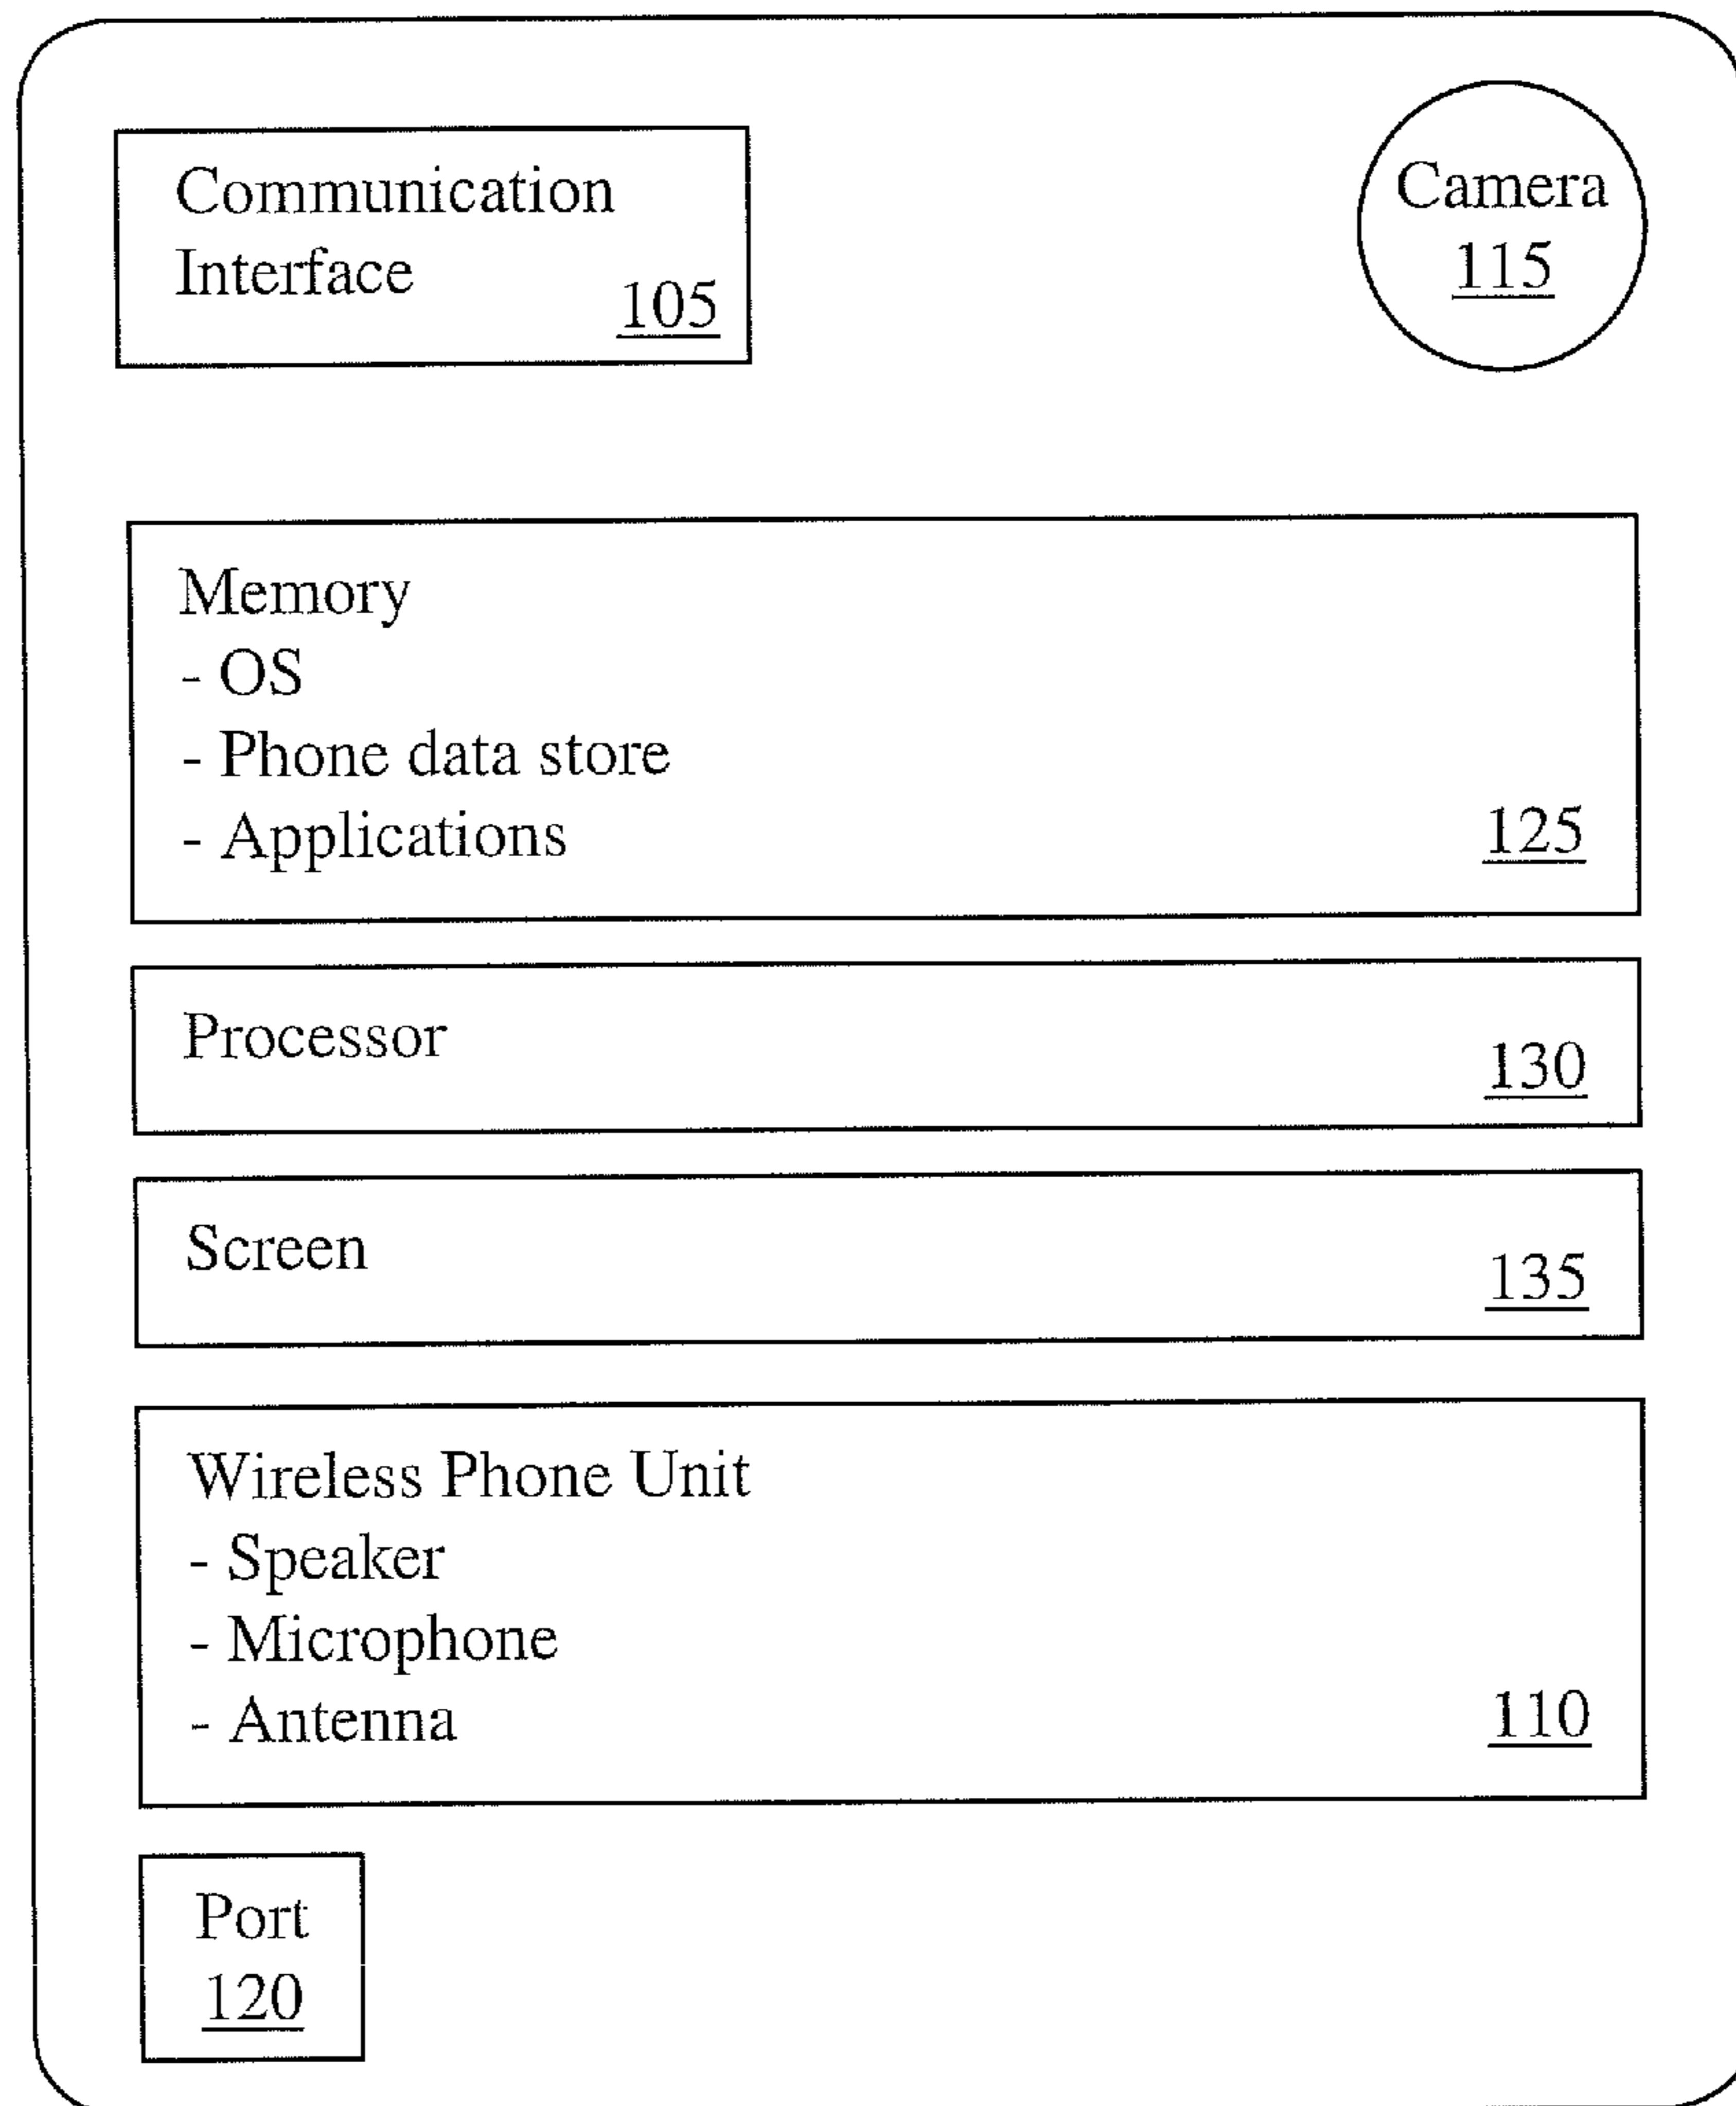 Communication
Interface
105
Camera
115
Memory
- OS
- Phone data store
- Applications
125
Processor
130
Screen
135
Wireless Phone Unit
- Speaker
- Microphone
- Antenna
110
Port
120